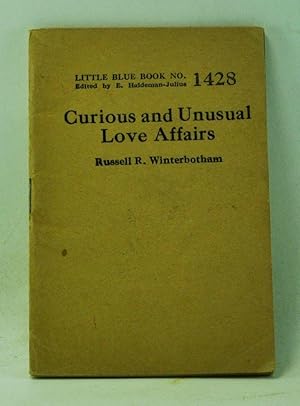 LITTLE BLUE BOOK NO. 1428
Edited by E. Haldeman-Julius
Curious and Unusual
Love Affairs
Russell R. Winterbotham